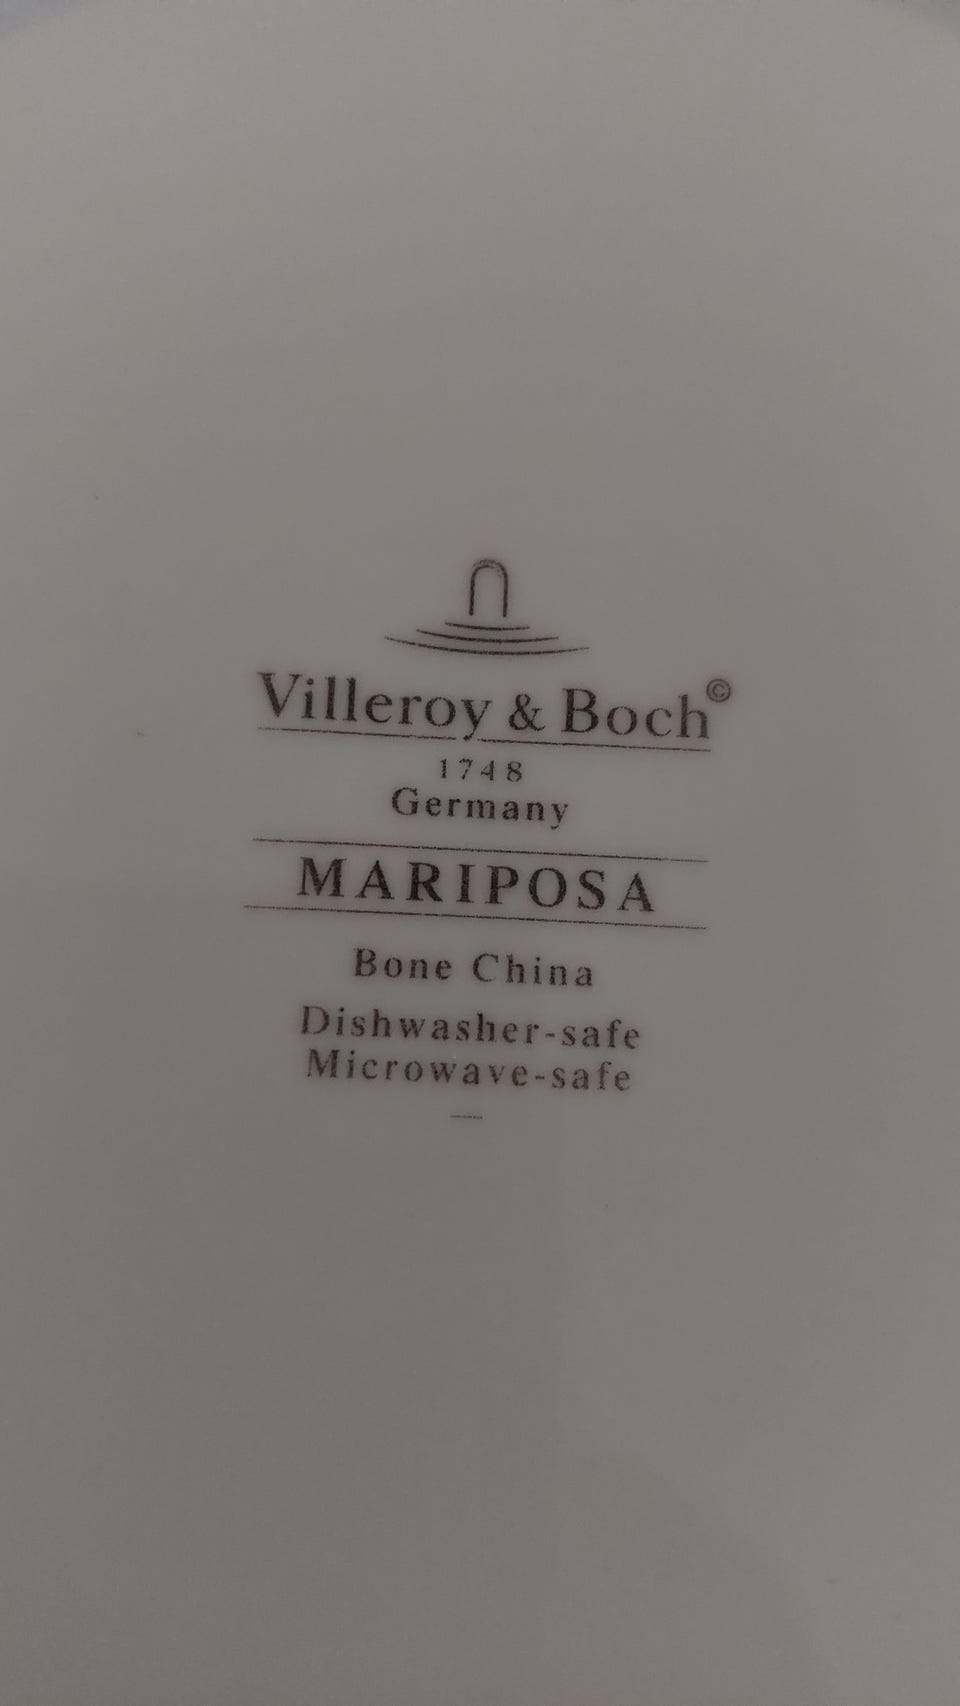 Villeroy & Boch©
1748
Germany
MARIPOSA
Bone China
Dishwasher-safe
Microwave-safe